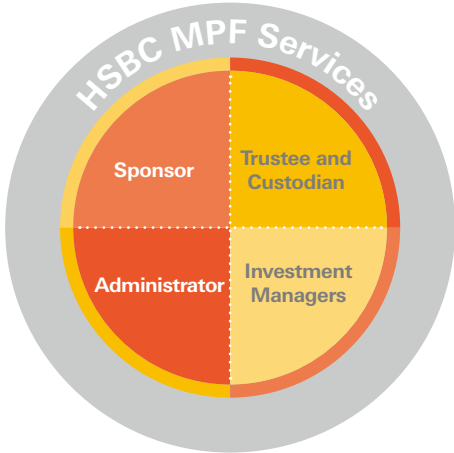 HSBC MPF Services
Sponsor
Trustee and
Custodian
Administrator
Investment
Managers